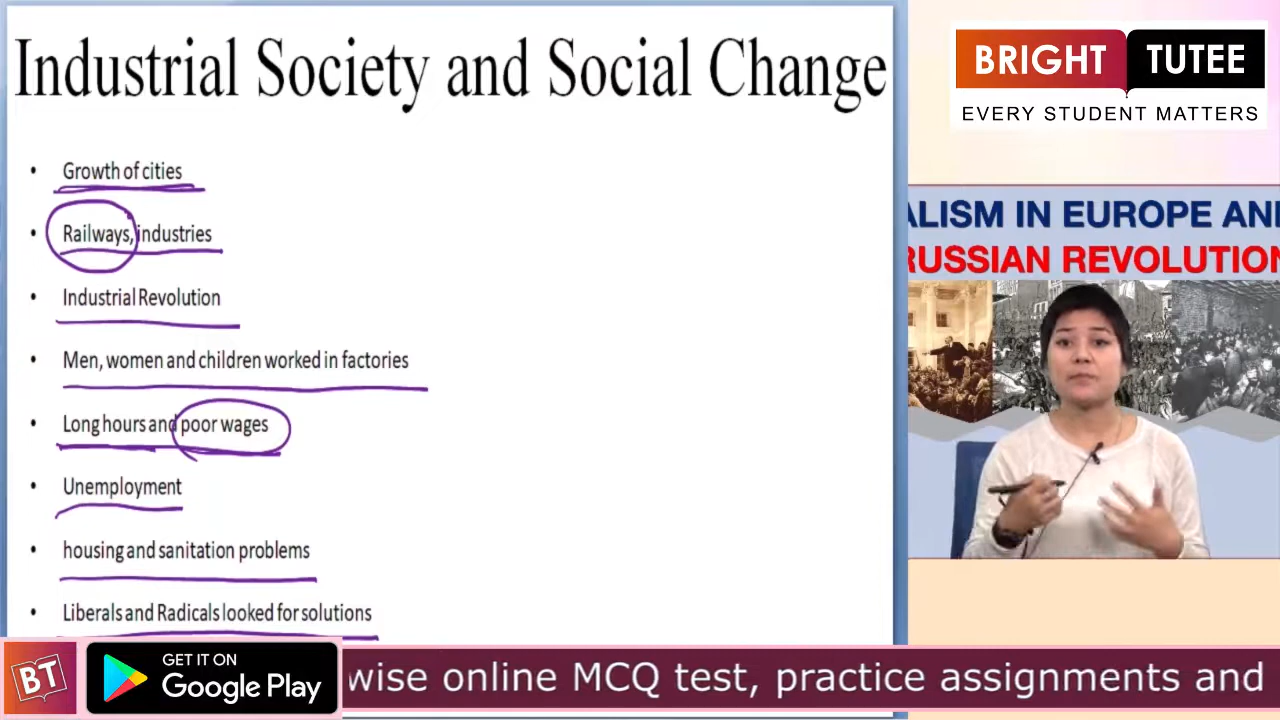 Industrial Society and Social Change
• Growth of cities
• Railways, industries
• Industrial Revolution
• Men, women and children worked in factories
• Long hours and poor wages
• Unemployment
• housing and sanitation problems
• Liberals and Radicals looked for solutions
BRIGHT TUTEE
EVERY STUDENT MATTERS
ALISM IN EUROPE AND
RUSSIAN REVOLUTION
BT
GET IT ON
Google Play
wise online MCQ test, practice assignments and